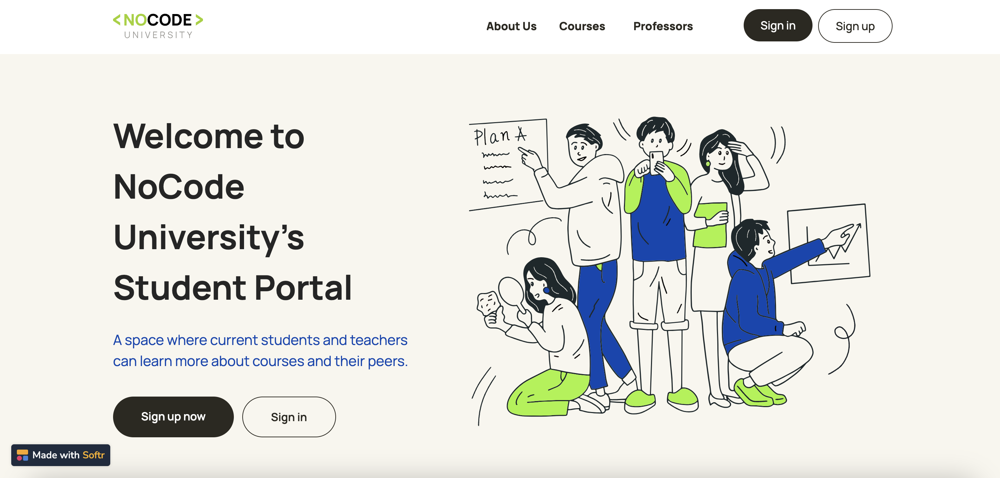 <NOCODE>
UNIVERSITY
About Us
Courses
Professors
Sign in
Sign up
Welcome to
NoCode
University’s
Student Portal
A space where current students and teachers
can learn more about courses and their peers.
Sign up now
Sign in
Plan A
Made with Softr